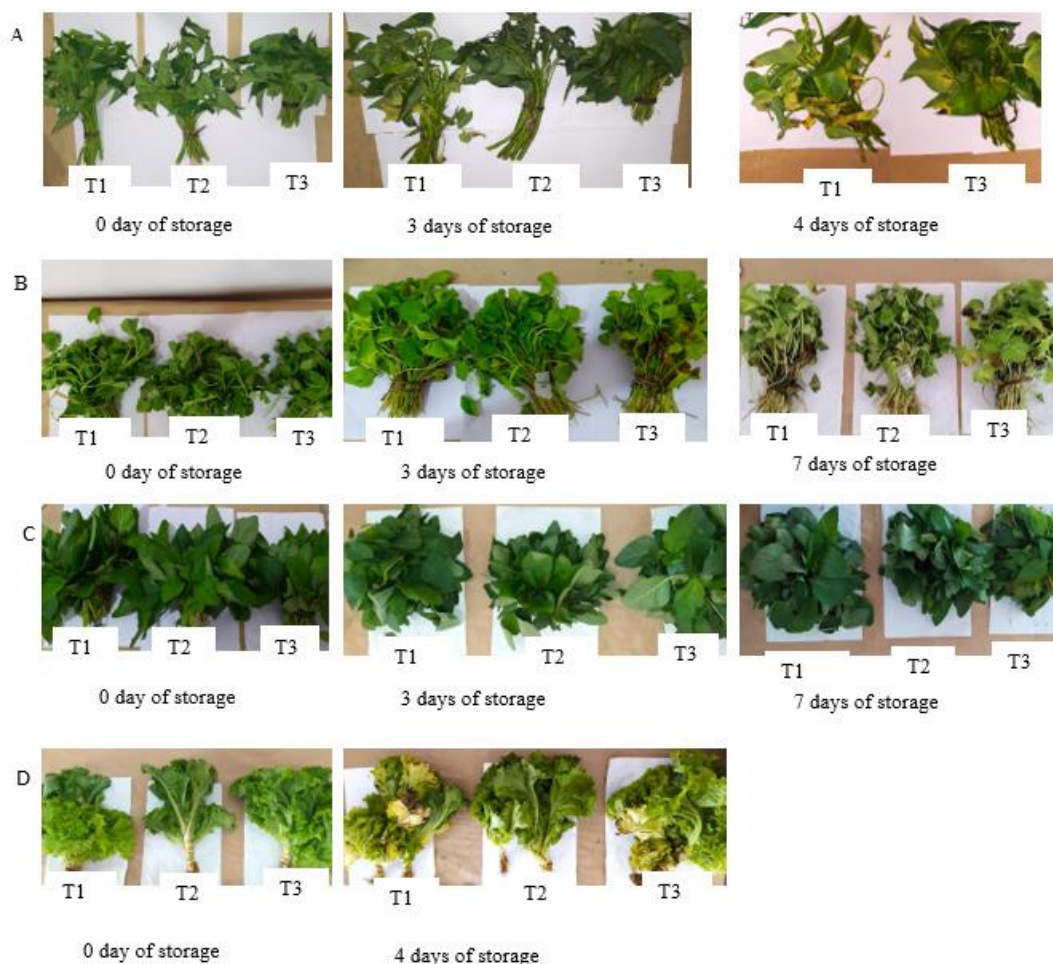 A
T1 T2 T3
T1 T2 T3
T1 T3
0 day of storage
3 days of storage
4 days of storage
B
T1 T2 T3
T1 T2 T3
T1 T2 T3
0 day of storage
3 days of storage
7 days of storage
C
T1 T2 T3
T1 T2 T3
T1 T2 T3
0 day of storage
3 days of storage
7 days of storage
D
T1 T2 T3
T1 T2 T3
0 day of storage
4 days of storage